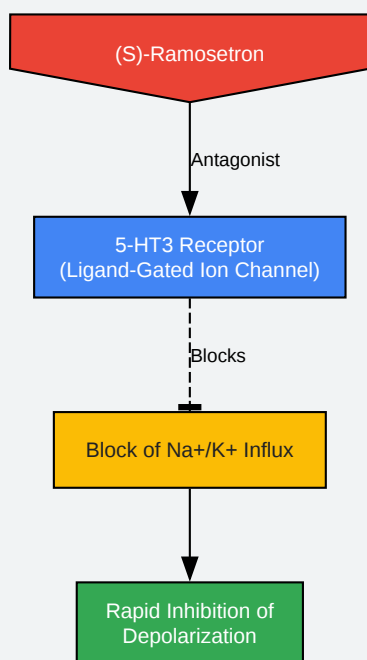 (S)-Ramosetron
Antagonist
5-HT3 Receptor
(Ligand-Gated Ion Channel)
Blocks
Block of Na+/K+ Influx
Rapid Inhibition of
Depolarization